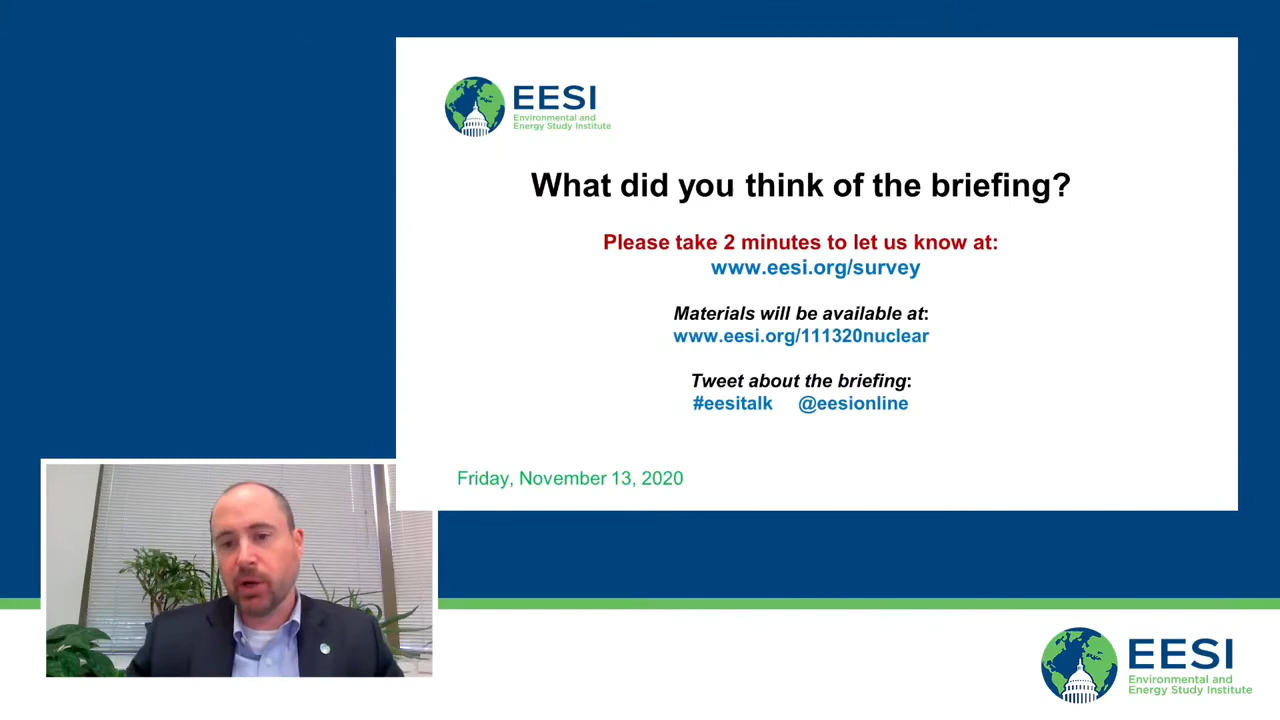 EESI
Environmental and
Energy Study Institute
What did you think of the briefing?
Please take 2 minutes to let us know at:
www.eesi.org/survey
Materials will be available at:
www.eesi.org/111320nuclear
Tweet about the briefing:
#eesitalk @eesionline
Friday, November 13, 2020
EESI
Environmental and
Energy Study Institute